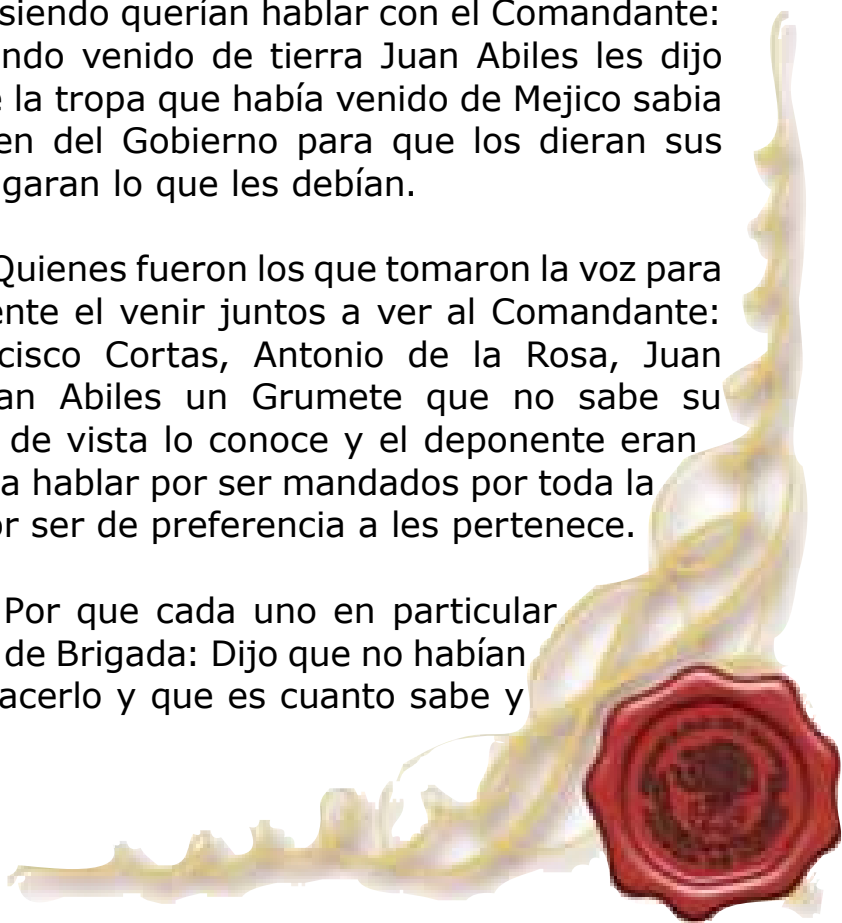 siendo querían hablar con el Comandante:
ndo venido de tierra Juan Abiles les dijo
la tropa que había venido de Mejico sabia
en del Gobierno para que los dieran sus
garan lo que les debían.
Quienes fueron los que tomaron la voz para
ente el venir juntos a ver al Comandante:
cisco Cortas, Antonio de la Rosa, Juan
an Abiles un Grumete que no sabe su
de vista lo conoce y el deponente eran
a hablar por ser mandados por toda la
or ser de preferencia a les pertenece.
Por que cada uno en particular
de Brigada: Dijo que no habían
acerlo y que es cuanto sabe y